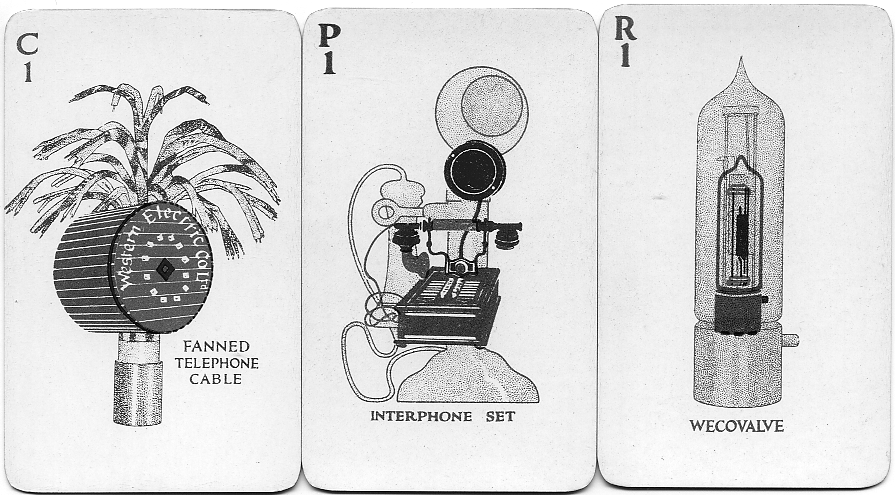 C
1
Western Electric Co Ltd
FANNED
TELEPHONE
CABLE
P
1
INTERPHONE SET
R
1
WECOVALVE